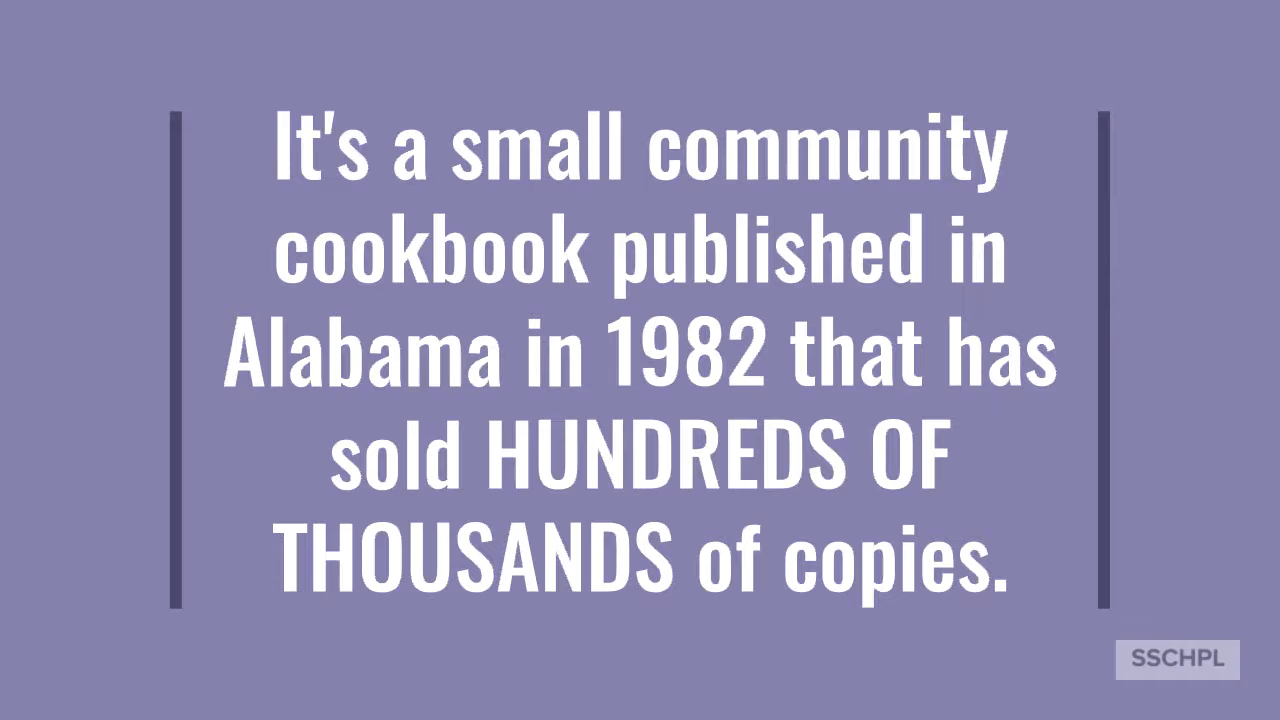 It's a small community
cookbook published in
Alabama in 1982 that has
sold HUNDREDS OF
THOUSANDS of copies.
SSCHPL